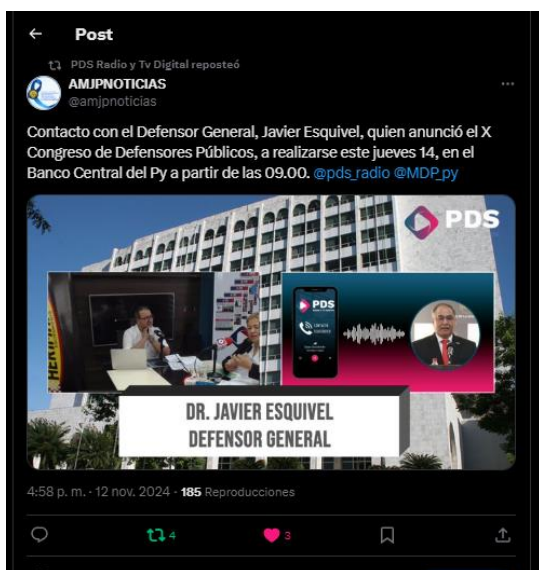 Post
PDS Radio y Tv Digital reposteó
AMJPNOTICIAS
@amjpnoticias
Contacto con el Defensor General, Javier Esquivel, quien anunció el X
Congreso de Defensores Públicos, a realizarse este jueves 14, en el
Banco Central del Py a partir de las 09.00. @pds_radio @MDP_py
PDS
PDS
DR. JAVIER ESQUIVEL
DEFENSOR GENERAL
4:58 p. m. · 12 nov. 2024 · 185 Reproducciones
4
3